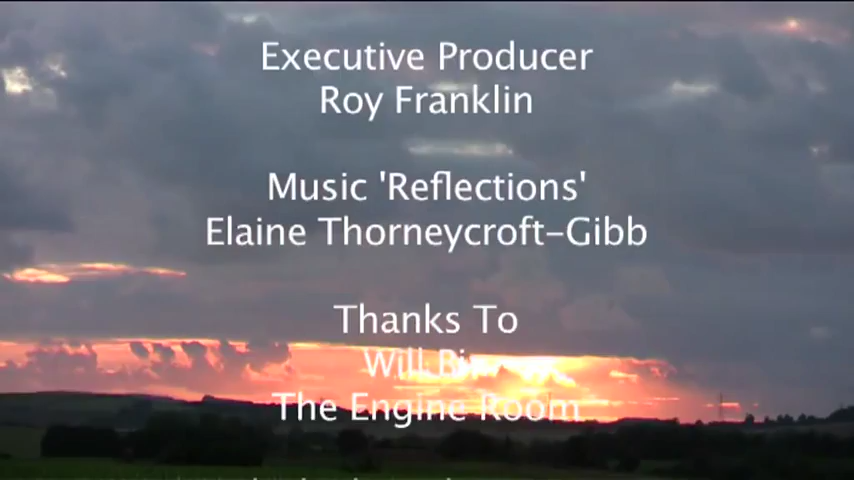 Executive Producer
Roy Franklin
Music 'Reflections'
Elaine Thorneycroft-Gibb
Thanks To
Will
The Engine Room